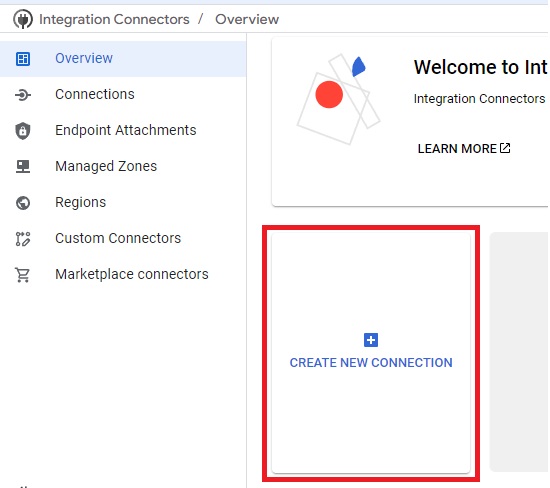 Integration Connectors / Overview
Overview
Connections
Endpoint Attachments
Managed Zones
Regions
Custom Connectors
Marketplace connectors
Welcome to Int
Integration Connectors
LEARN MORE
CREATE NEW CONNECTION